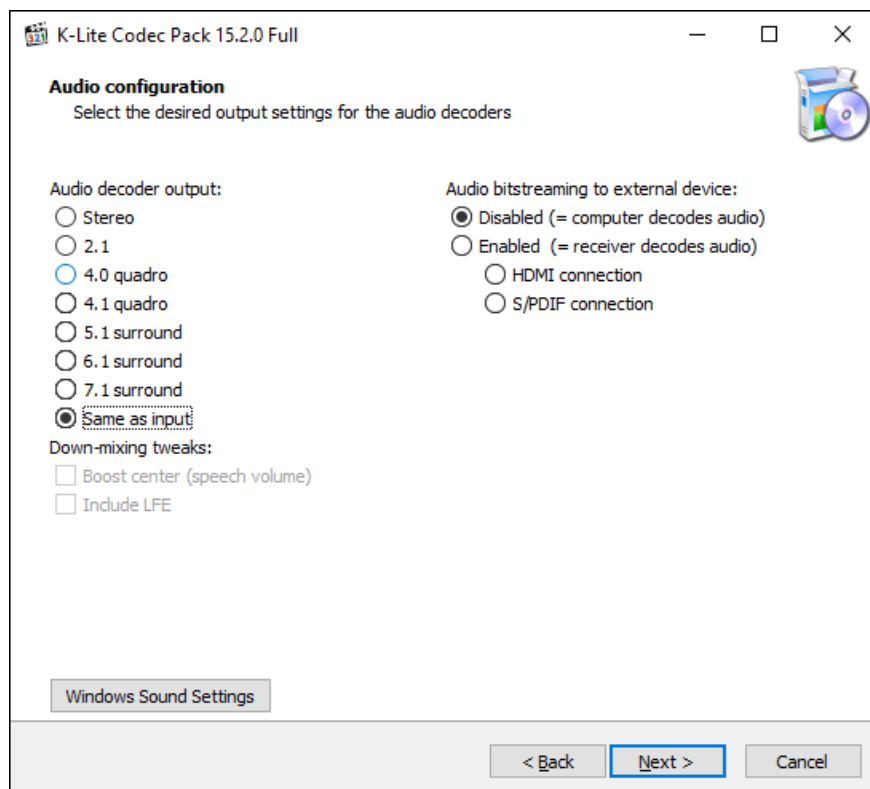 K-Lite Codec Pack 15.2.0 Full
Audio configuration
Select the desired output settings for the audio decoders
Audio decoder output:
Stereo
2.1
4.0 quadro
4.1 quadro
5.1 surround
6.1 surround
7.1 surround
Same as input
Down-mixing tweaks:
Boost center (speech volume)
Include LFE
Audio bitstreaming to external device:
Disabled (= computer decodes audio)
Enabled  (= receiver decodes audio)
HDMI connection
S/PDIF connection
Windows Sound Settings
< Back
Next >
Cancel